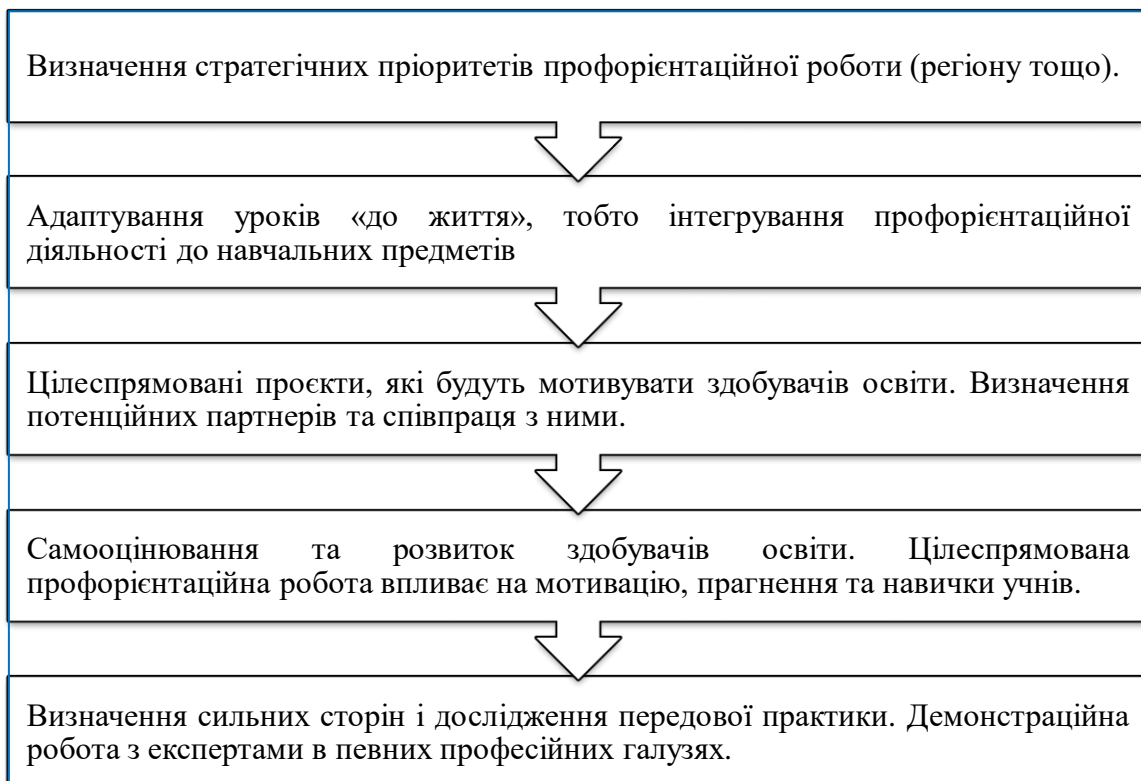 Визначення стратегічних пріоритетів профорієнтаційної роботи (регіону тощо).
Адаптування уроків «до життя», тобто інтегрування профорієнтаційної
діяльності до навчальних предметів
Цілеспрямовані проєкти, які будуть мотивувати здобувачів освіти. Визначення
потенційних партнерів та співпраця з ними.
Самооцінювання та розвиток здобувачів освіти. Цілеспрямована
профорієнтаційна робота впливає на мотивацію, прагнення та навички учнів.
Визначення сильних сторін і дослідження передової практики. Демонстраційна
робота з експертами в певних професійних галузях.